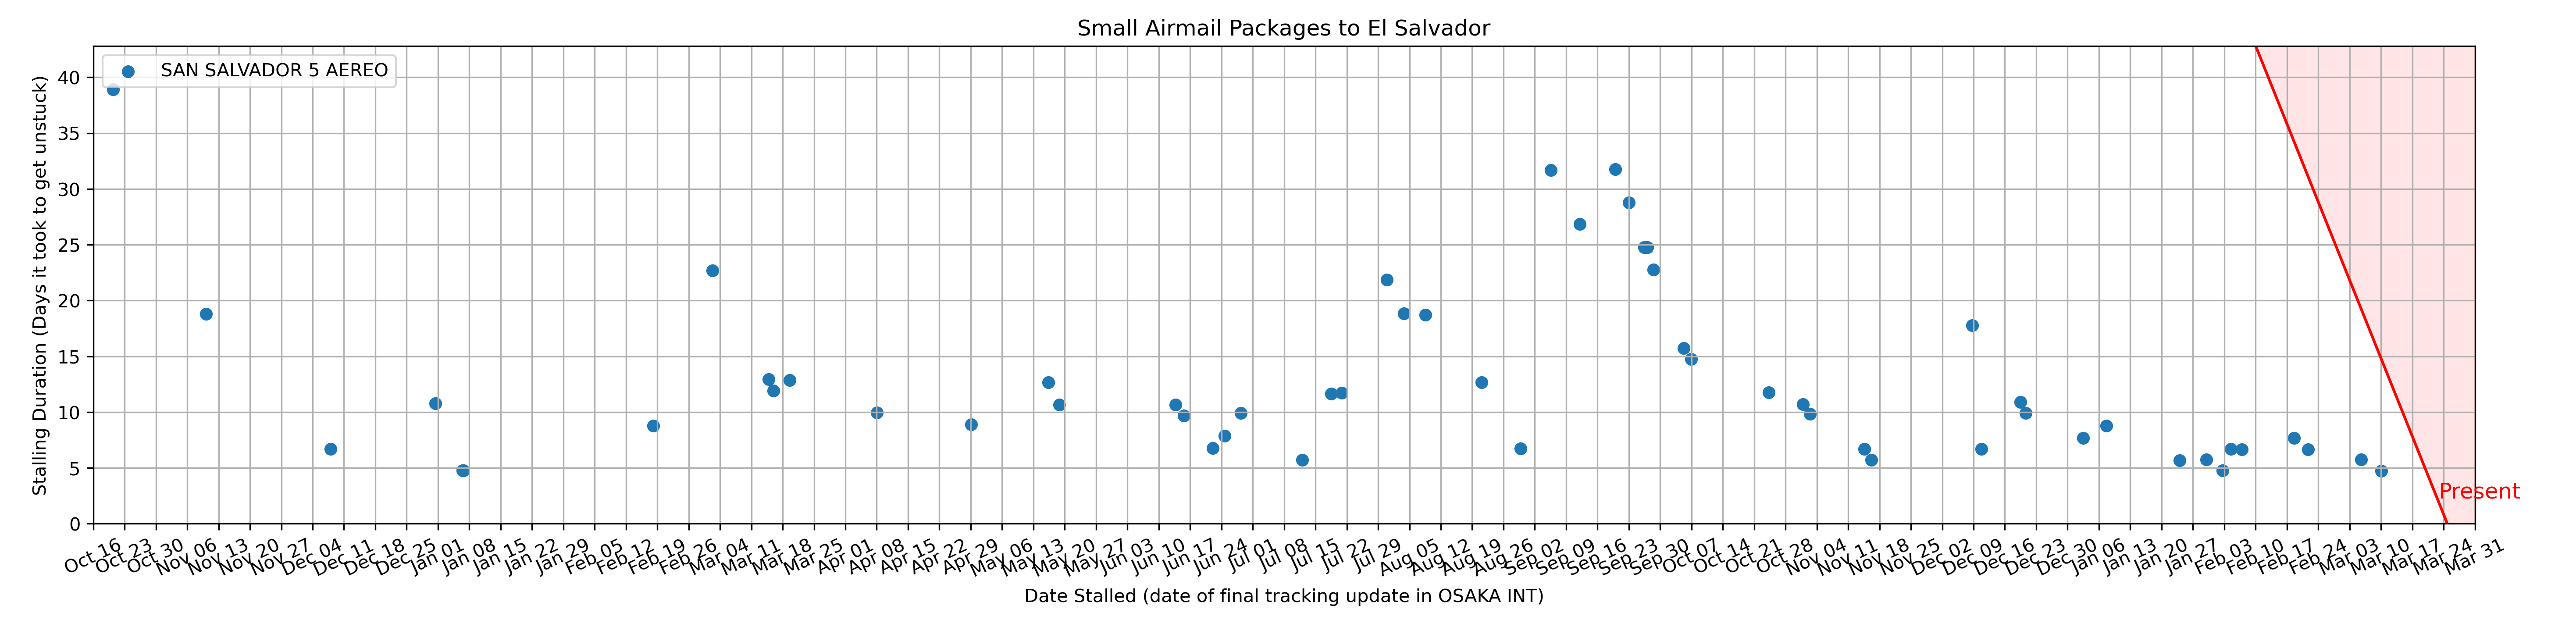 Small Airmail Packages to El Salvador
SAN SALVADOR 5 AEREO
Stalling Duration (Days it took to get unstuck)
40
35
30
25
20
15
10
5
0
Present
Oct 16 Oct 23 Oct 30 Nov 06 Nov 13 Nov 20 Nov 27 Dec 04 Dec 11 Dec 18 Dec 25 Jan 01 Jan 08 Jan 15 Jan 22 Jan 29 Feb 05 Feb 12 Feb 19 Feb 26 Mar 04 Mar 11 Mar 18 Mar 25 Apr 01 Apr 08 Apr 15 Apr 22 Apr 29 May 06 May 13 May 20 May 27 Jun 03 Jun 10 Jun 17 Jun 24 Jul 01 Jul 08 Jul 15 Jul 22 Jul 29 Aug 05 Aug 12 Aug 19 Aug 26 Sep 02 Sep 09 Sep 16 Sep 23 Sep 30 Oct 07 Oct 14 Oct 21 Oct 28 Nov 04 Nov 11 Nov 18 Nov 25 Dec 02 Dec 09 Dec 16 Dec 23 Dec 30 Jan 06 Jan 13 Jan 20 Jan 27 Feb 03 Feb 10 Feb 17 Feb 24 Mar 03 Mar 10 Mar 17 Mar 24 Mar 31
Date Stalled (date of final tracking update in OSAKA INT)